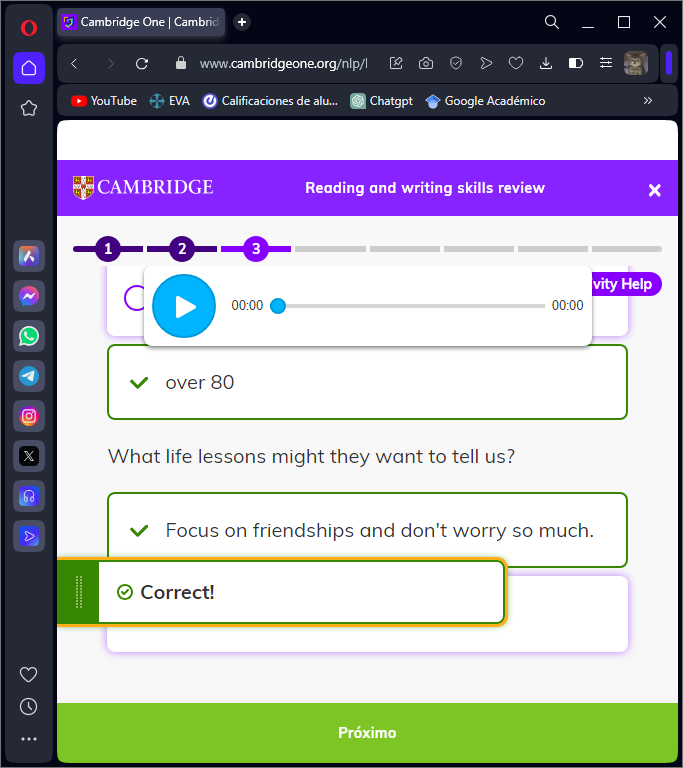 Cambridge One | Cambrid
www.cambridgeone.org/nlp/l
YouTube EVA Calificaciones de alu... Chatgpt Google Académico »
CAMBRIDGE Reading and writing skills review
1 2 3
vity Help
00:00 00:00
over 80
What life lessons might they want to tell us?
Focus on friendships and don't worry so much.
Correct!
Próximo